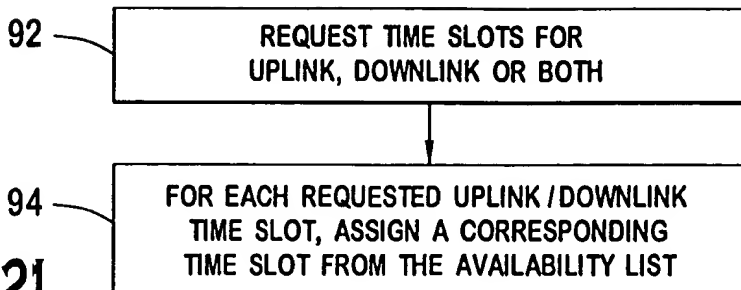 92
REQUEST TIME SLOTS FOR
UPLINK, DOWNLINK OR BOTH
94
FOR EACH REQUESTED UPLINK/DOWNLINK
TIME SLOT, ASSIGN A CORRESPONDING
TIME SLOT FROM THE AVAILABILITY LIST
21